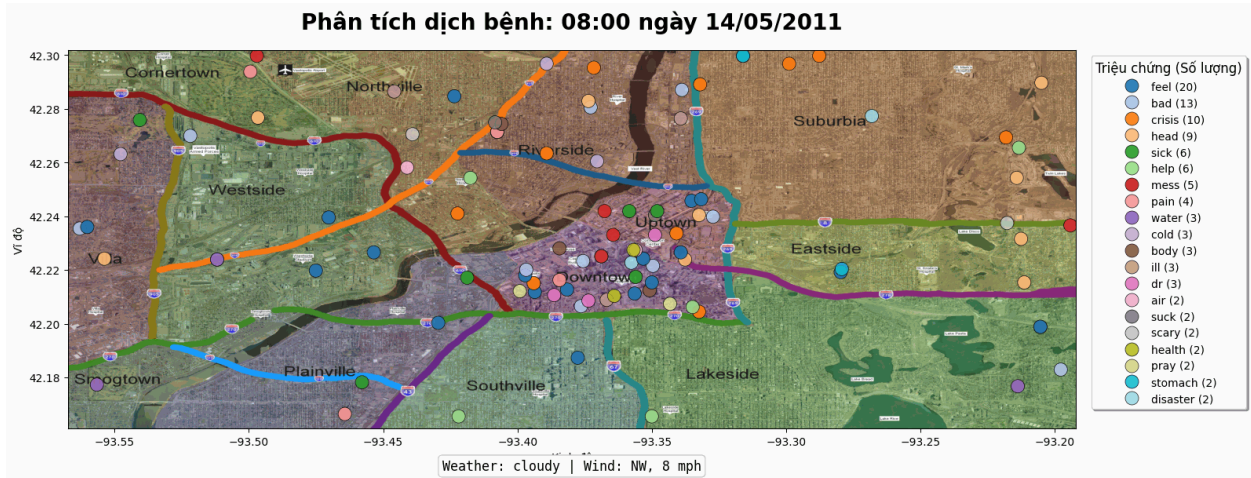 Phân tích dịch bệnh: 08:00 ngày 14/05/2011
Vĩ độ
42.30
42.28
42.26
42.24
42.22
42.20
42.18
Cornertown
Northville
Riverside
Suburbia
Westside
Uptown
Villa
Eastside
Downtown
Smogtown
Plainville
Southville
Lakeside
−93.55
−93.50
−93.45
−93.40
−93.35
−93.30
−93.25
−93.20
Weather: cloudy | Wind: NW, 8 mph
Triệu chứng (Số lượng)
feel (20)
bad (13)
crisis (10)
head (9)
sick (6)
help (6)
mess (5)
pain (4)
water (3)
cold (3)
body (3)
ill (3)
dr (3)
air (2)
suck (2)
scary (2)
health (2)
pray (2)
stomach (2)
disaster (2)